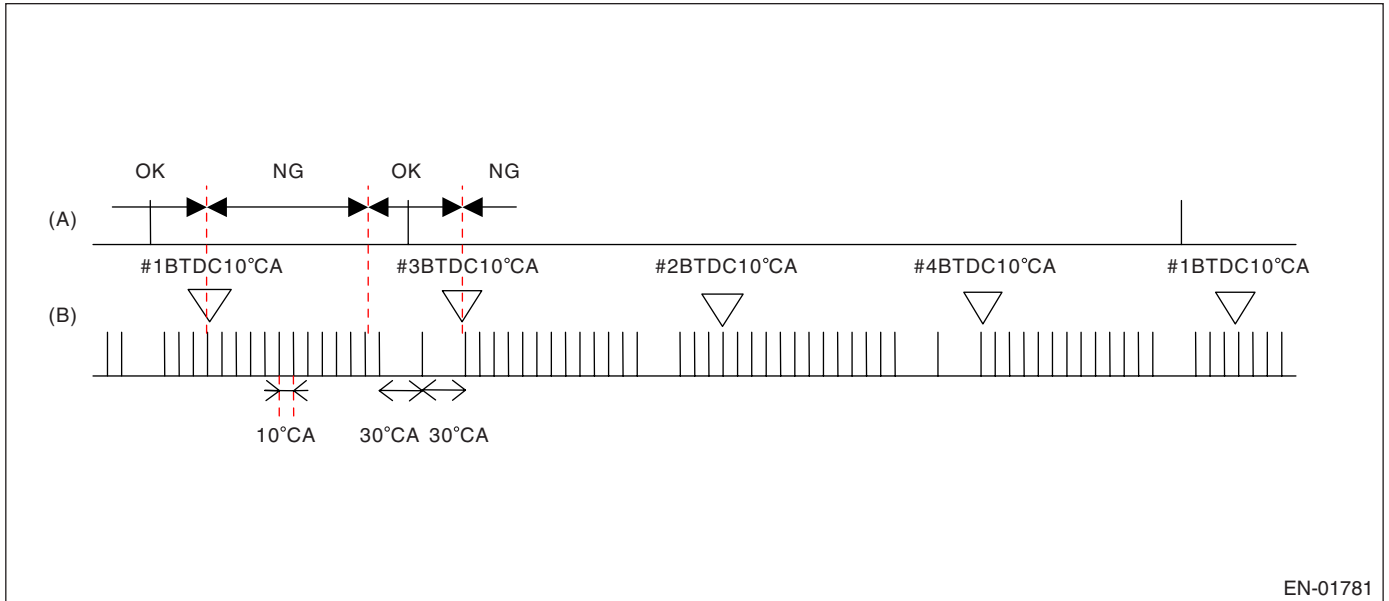 OK NG OK NG
(A)
#1BTDC10°CA #3BTDC10°CA #2BTDC10°CA #4BTDC10°CA #1BTDC10°CA
(B)
10°CA 30°CA 30°CA
EN-01781